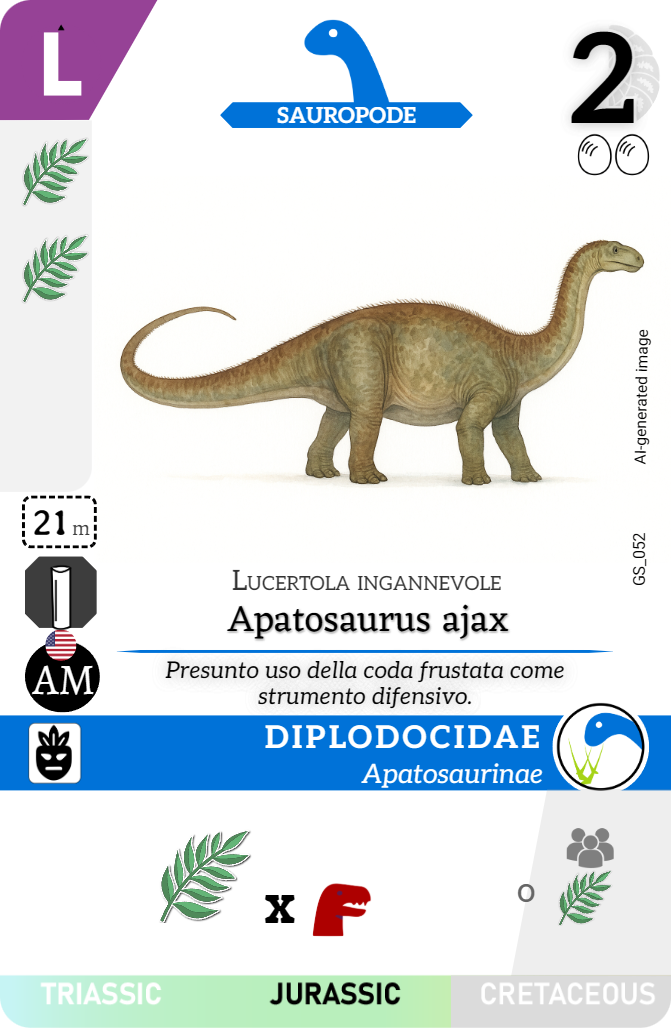 L
SAUROPODE
2
AI-generated image
21 m
GS_052
LUCERTOLA INGANNEVOLE
Apatosaurus ajax
AM
Presunto uso della coda frustata come
strumento difensivo.
DIPLODOCIDAE
Apatosaurinae
x
O
TRIASSIC
JURASSIC
CRETACEOUS